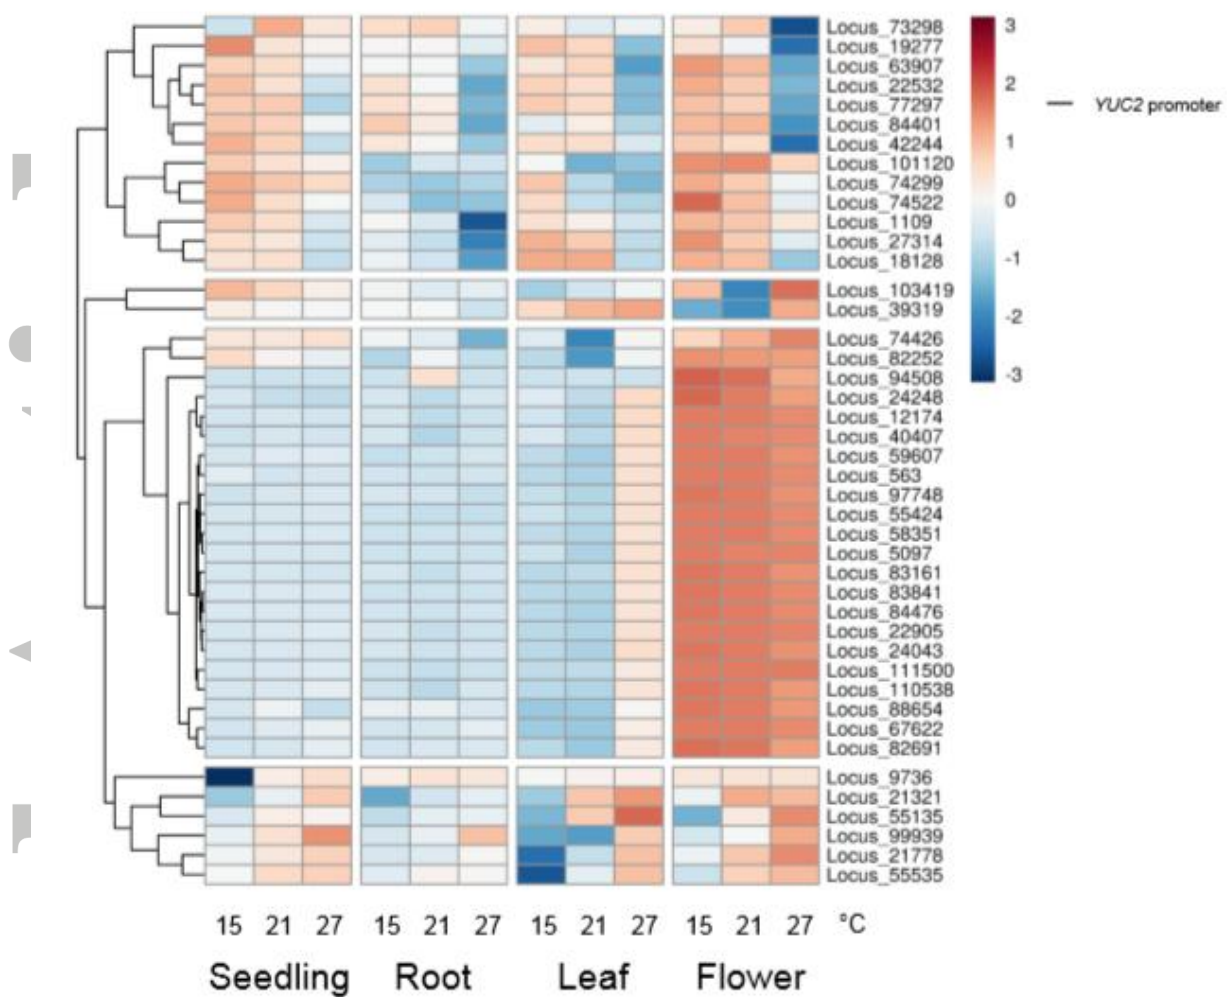 Locus_73298
Locus_19277
Locus_63907
Locus_22532
Locus_77297
Locus_84401
Locus_42244
Locus_101120
Locus_74299
Locus_74522
Locus_1109
Locus_27314
Locus_18128
Locus_103419
Locus_39319
Locus_74426
Locus_82252
Locus_94508
Locus_24248
Locus_12174
Locus_40407
Locus_59607
Locus_563
Locus_97748
Locus_55424
Locus_58351
Locus_5097
Locus_83161
Locus_83841
Locus_84476
Locus_22905
Locus_24043
Locus_111500
Locus_110538
Locus_88654
Locus_67622
Locus_82691
Locus_9736
Locus_21321
Locus_55135
Locus_99939
Locus_21778
Locus_55535
3
2
1
0
-1
-2
-3
YUC2 promoter
15 21 27 15 21 27 15 21 27 15 21 27 °C
Seedling Root Leaf Flower